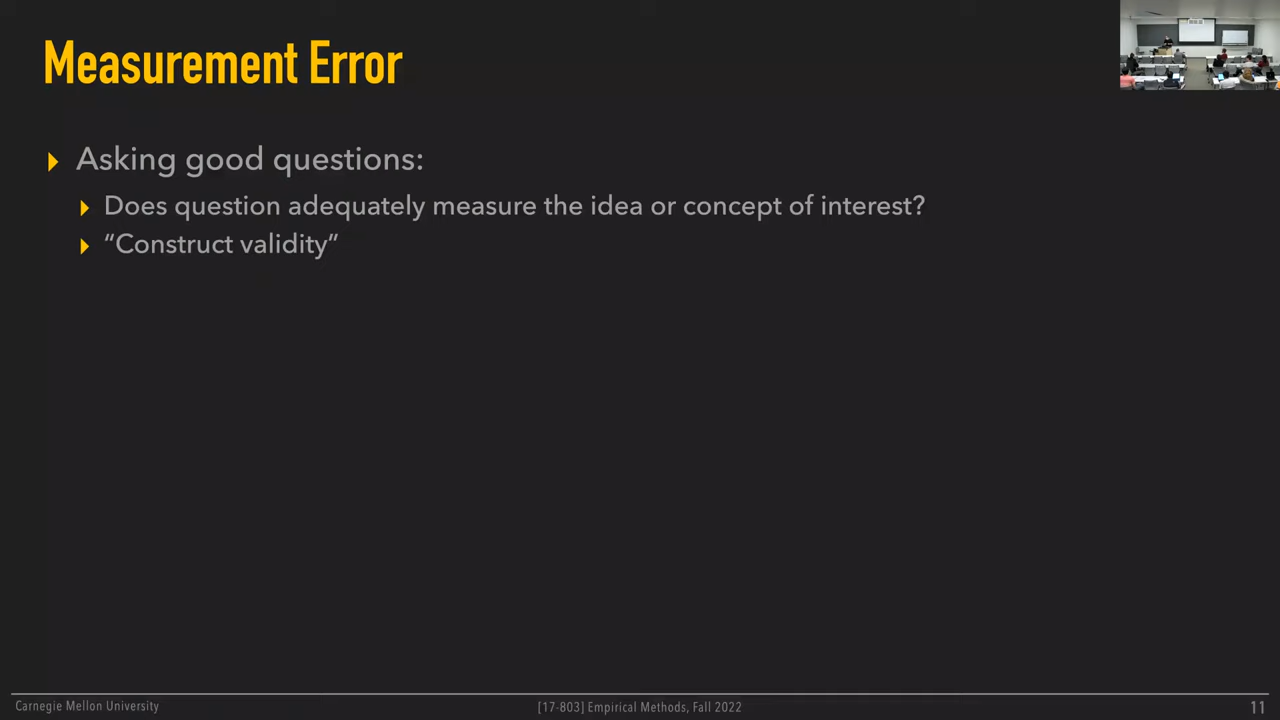 Measurement Error
Asking good questions:
Does question adequately measure the idea or concept of interest?
“Construct validity”
Carnegie Mellon University
[17-803] Empirical Methods, Fall 2022
11